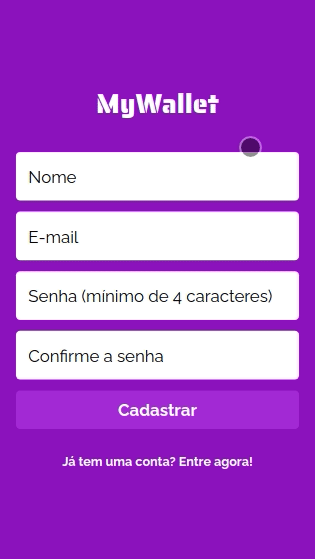 MyWallet
Nome
E-mail
Senha (mínimo de 4 caracteres)
Confirme a senha
Cadastrar
Já tem uma conta? Entre agora!